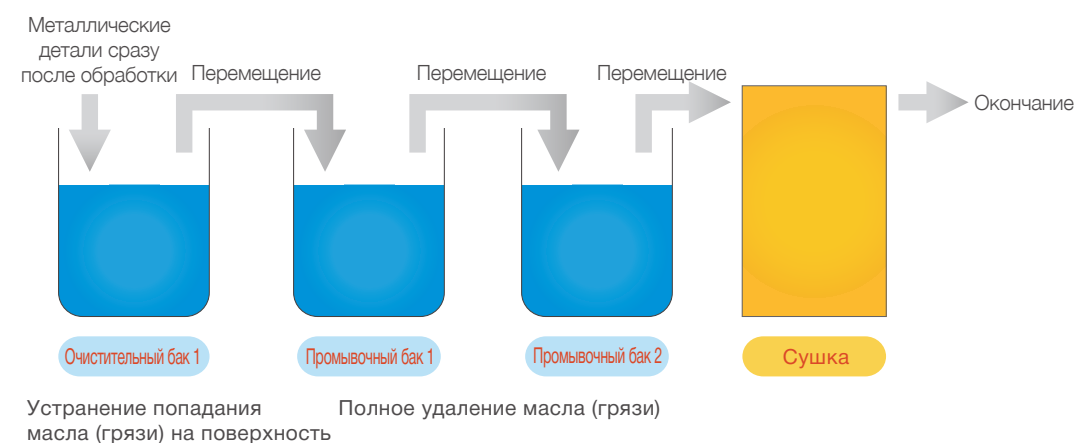 Металлические
детали сразу
после обработки
Перемещение
Перемещение
Перемещение
Окончание
Очистительный бак 1
Промывочный бак 1
Промывочный бак 2
Сушка
Устранение попадания
масла (грязи) на поверхность
Полное удаление масла (грязи)